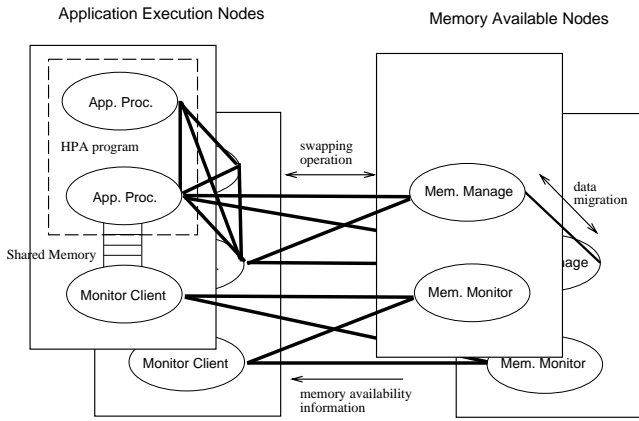 Application Execution Nodes
Memory Available Nodes
App. Proc.
HPA program
swapping
operation
App. Proc.
Mem. Manage
data
migration
Shared Memory
nage
Monitor Client
Mem. Monitor
Monitor Client
Mem. Monitor
memory availability
information